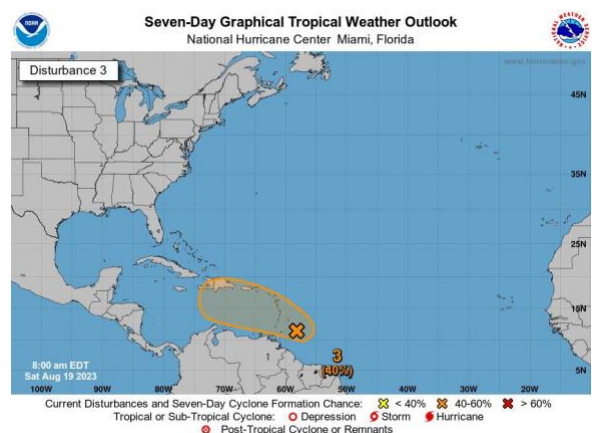 Seven-Day Graphical Tropical Weather Outlook
National Hurricane Center Miami, Florida
NOAA
Disturbance 3
www.hurricanes.gov
45N
35N
25N
15N
5N
3
(40%)
8:00 am EDT
Sat Aug 19 2023
100W 90W 80W 70W 60W 50W 40W 30W 20W
Current Disturbances and Seven-Day Cyclone Formation Chance: < 40% 40-60% > 60%
Tropical or Sub-Tropical Cyclone: Depression Storm Hurricane
Post-Tropical Cyclone or Remnants